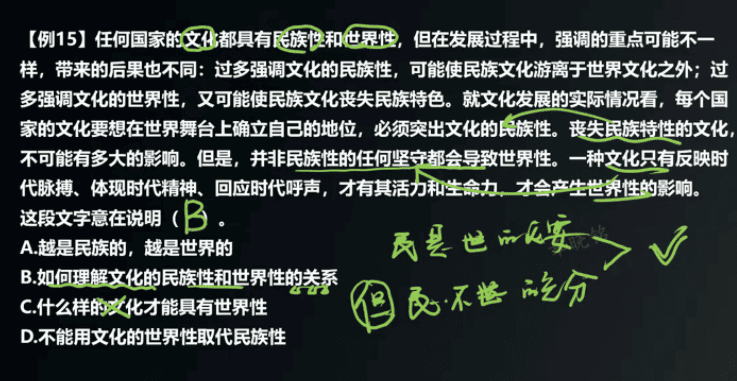 【例15】任何国家的文化都具有民族性和世界性，但在发展过程中，强调的重点可能不一
样，带来的后果也不同：过多强调文化的民族性，可能使民族文化游离于世界文化之外；过
多强调文化的世界性，又可能使民族文化丧失民族特色。就文化发展的实际情况看，每个国
家的文化要想在世界舞台上确立自己的地位，必须突出文化的民族性。丧失民族特性的文化，
不可能有多大的影响。但是，并非民族性的任何坚守都会导致世界性。一种文化只有反映时
代脉搏、体现时代精神、回应时代呼声，才有其活力和生命力，才会产生世界性的影响。
这段文字意在说明（B）。
A.越是民族的，越是世界的
B.如何理解文化的民族性和世界性的关系
C.什么样的文化才能具有世界性
D.不能用文化的世界性取代民族性
民是世的必要
但民·不是的充分